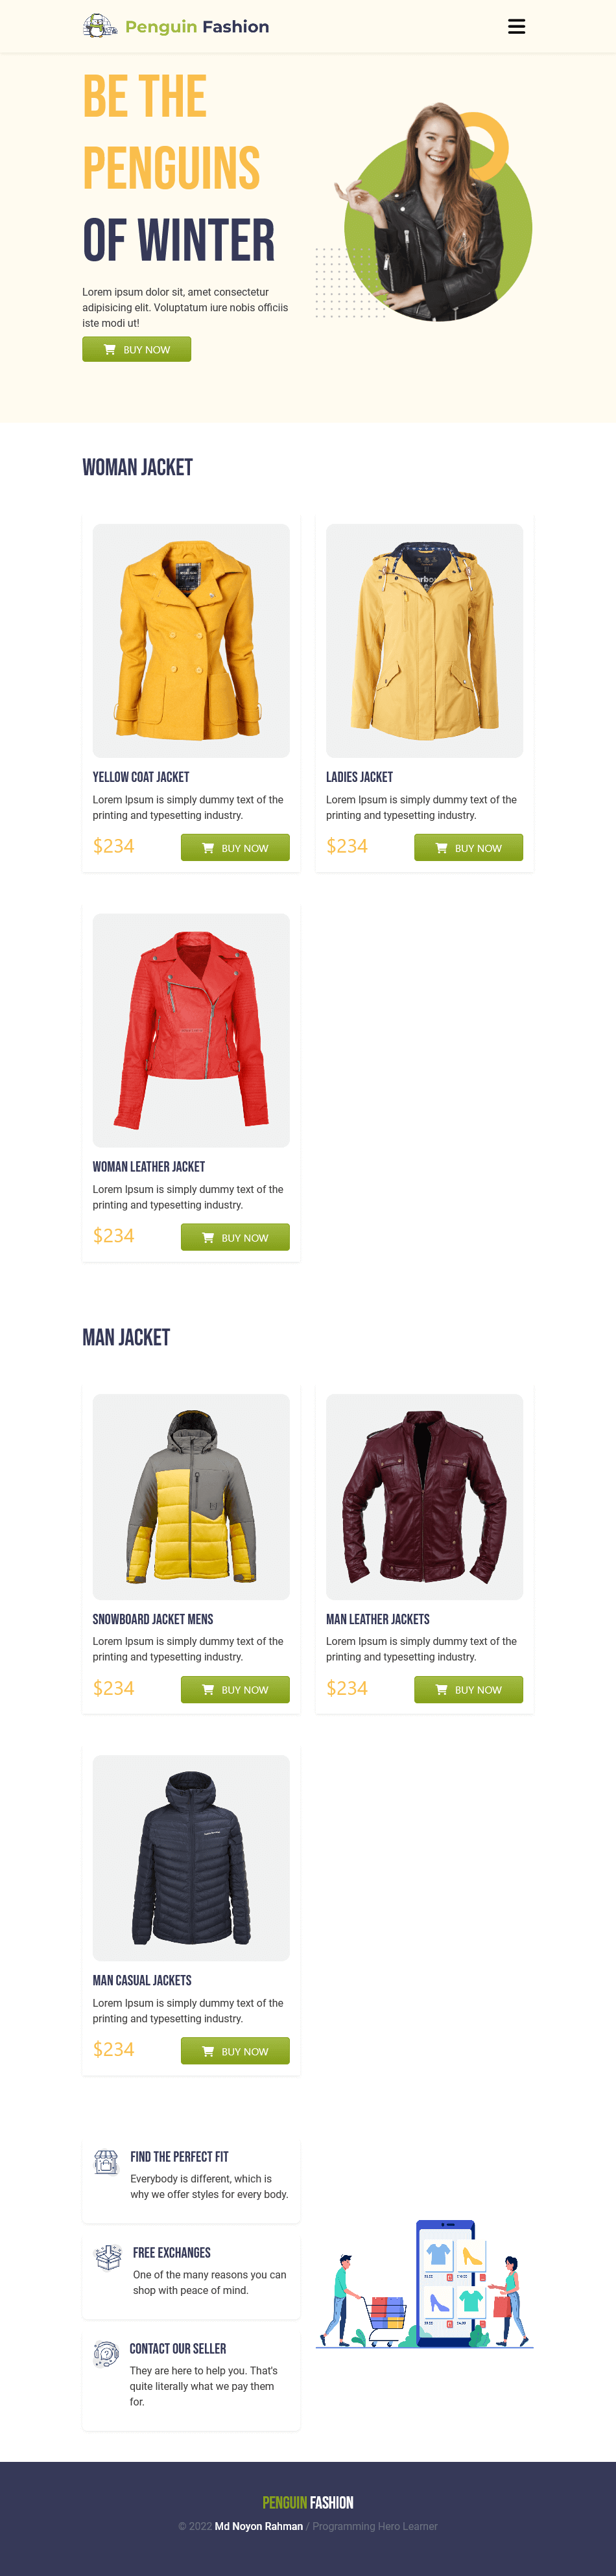 Penguin Fashion
BE THE
PENGUINS
OF WINTER
Lorem ipsum dolor sit, amet consectetur
adipisicing elit. Voluptatum iure nobis officiis
iste modi ut!
BUY NOW
WOMAN JACKET
YELLOW COAT JACKET
Lorem Ipsum is simply dummy text of the
printing and typesetting industry.
$234
BUY NOW
LADIES JACKET
Lorem Ipsum is simply dummy text of the
printing and typesetting industry.
$234
BUY NOW
WOMAN LEATHER JACKET
Lorem Ipsum is simply dummy text of the
printing and typesetting industry.
$234
BUY NOW
MAN JACKET
SNOWBOARD JACKET MENS
Lorem Ipsum is simply dummy text of the
printing and typesetting industry.
$234
BUY NOW
MAN LEATHER JACKETS
Lorem Ipsum is simply dummy text of the
printing and typesetting industry.
$234
BUY NOW
MAN CASUAL JACKETS
Lorem Ipsum is simply dummy text of the
printing and typesetting industry.
$234
BUY NOW
FIND THE PERFECT FIT
Everybody is different, which is
why we offer styles for every body.
FREE EXCHANGES
One of the many reasons you can
shop with peace of mind.
CONTACT OUR SELLER
They are here to help you. That's
quite literally what we pay them
for.
PENGUIN FASHION
© 2022 Md Noyon Rahman / Programming Hero Learner